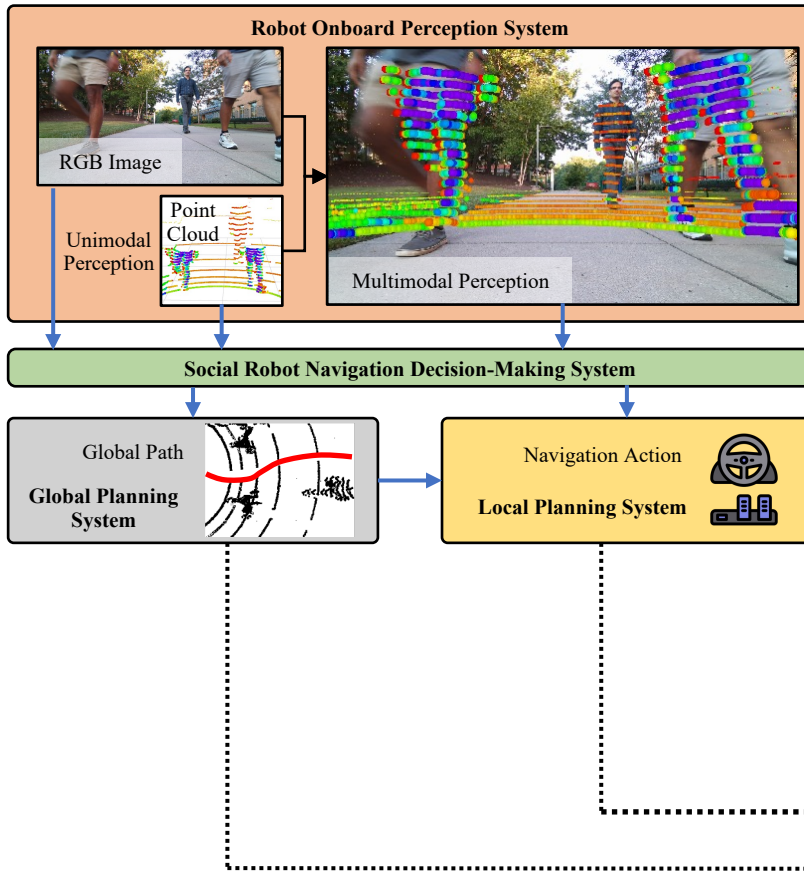 Robot Onboard Perception System
RGB Image
Point
Cloud
Unimodal
Perception
Multimodal Perception
Social Robot Navigation Decision-Making System
Global Path
Global Planning
System
Navigation Action
Local Planning System